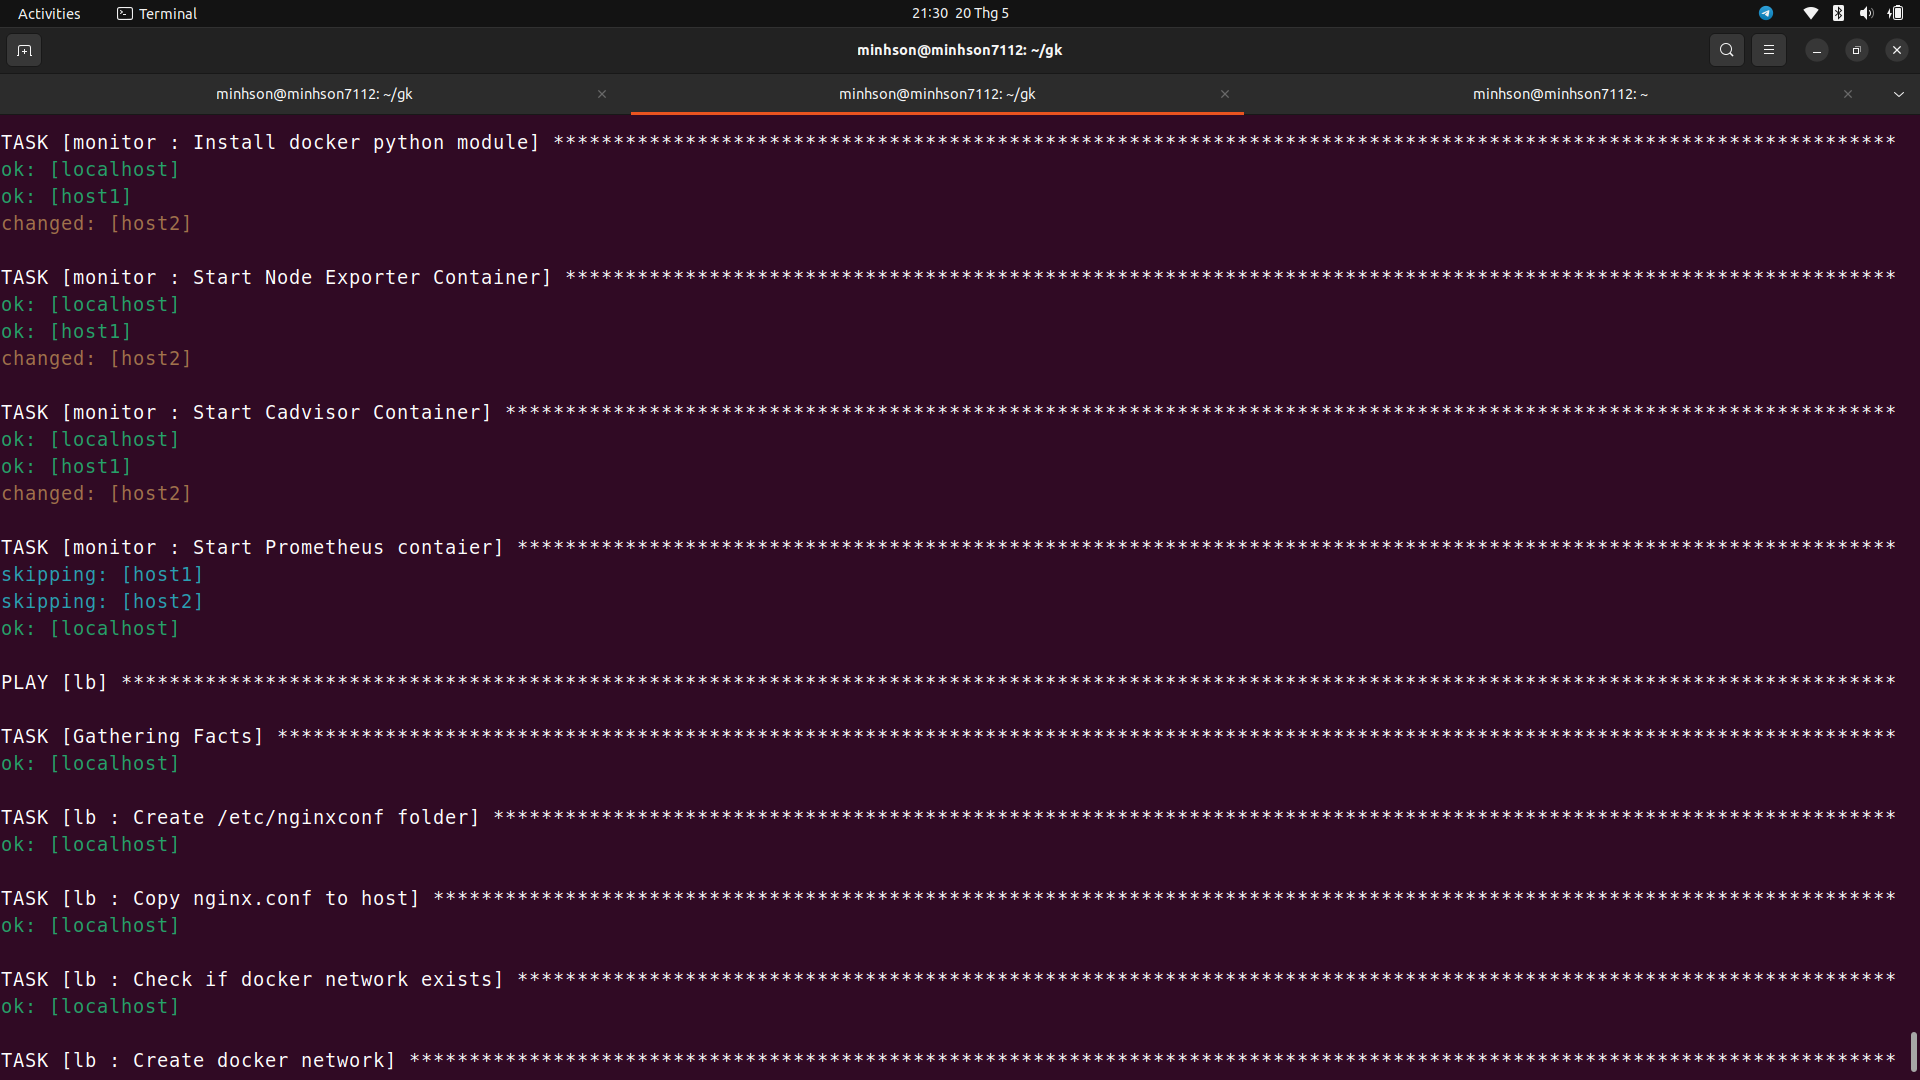 Activities Terminal 21:30 20 Thg 5
minhson@minhson7112: ~/gk
minhson@minhson7112: ~/gk minhson@minhson7112: ~/gk minhson@minhson7112: ~
TASK [monitor : Install docker python module] ****************************************************************************************************************
ok: [localhost]
ok: [host1]
changed: [host2]
TASK [monitor : Start Node Exporter Container] ***************************************************************************************************************
ok: [localhost]
ok: [host1]
changed: [host2]
TASK [monitor : Start Cadvisor Container] ********************************************************************************************************************
ok: [localhost]
ok: [host1]
changed: [host2]
TASK [monitor : Start Prometheus contaier] *******************************************************************************************************************
skipping: [host1]
skipping: [host2]
ok: [localhost]
PLAY [lb] ****************************************************************************************************************************************************
TASK [Gathering Facts] ***************************************************************************************************************************************
ok: [localhost]
TASK [lb : Create /etc/nginxconf folder] *********************************************************************************************************************
ok: [localhost]
TASK [lb : Copy nginx.conf to host] **************************************************************************************************************************
ok: [localhost]
TASK [lb : Check if docker network exists] *******************************************************************************************************************
ok: [localhost]
TASK [lb : Create docker network] ****************************************************************************************************************************